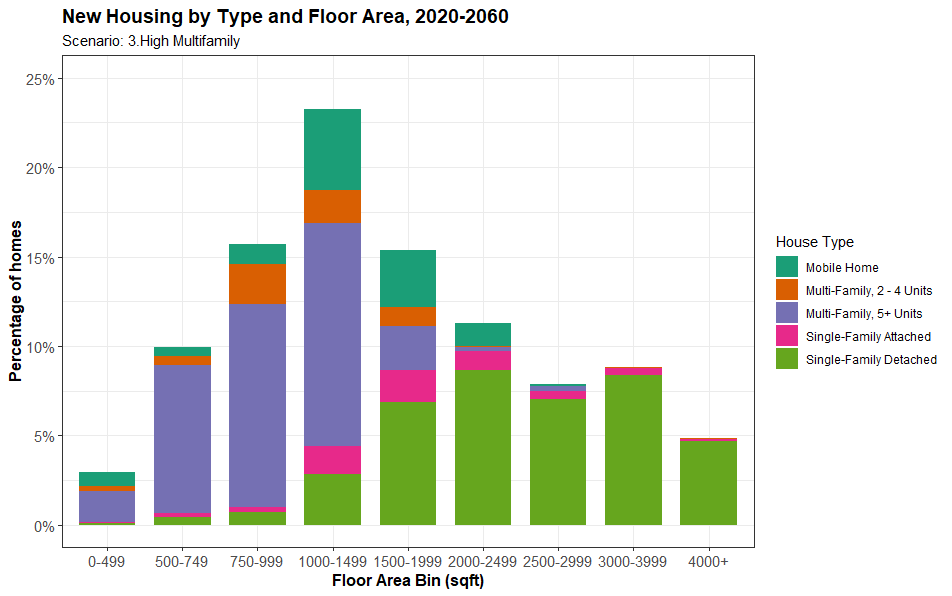 New Housing by Type and Floor Area, 2020-2060
Scenario: 3.High Multifamily
Percentage of homes
25%
20%
15%
10%
5%
0%
0-499
500-749
750-999
1000-1499
1500-1999
2000-2499
2500-2999
3000-3999
4000+
Floor Area Bin (sqft)
House Type
Mobile Home
Multi-Family, 2 - 4 Units
Multi-Family, 5+ Units
Single-Family Attached
Single-Family Detached